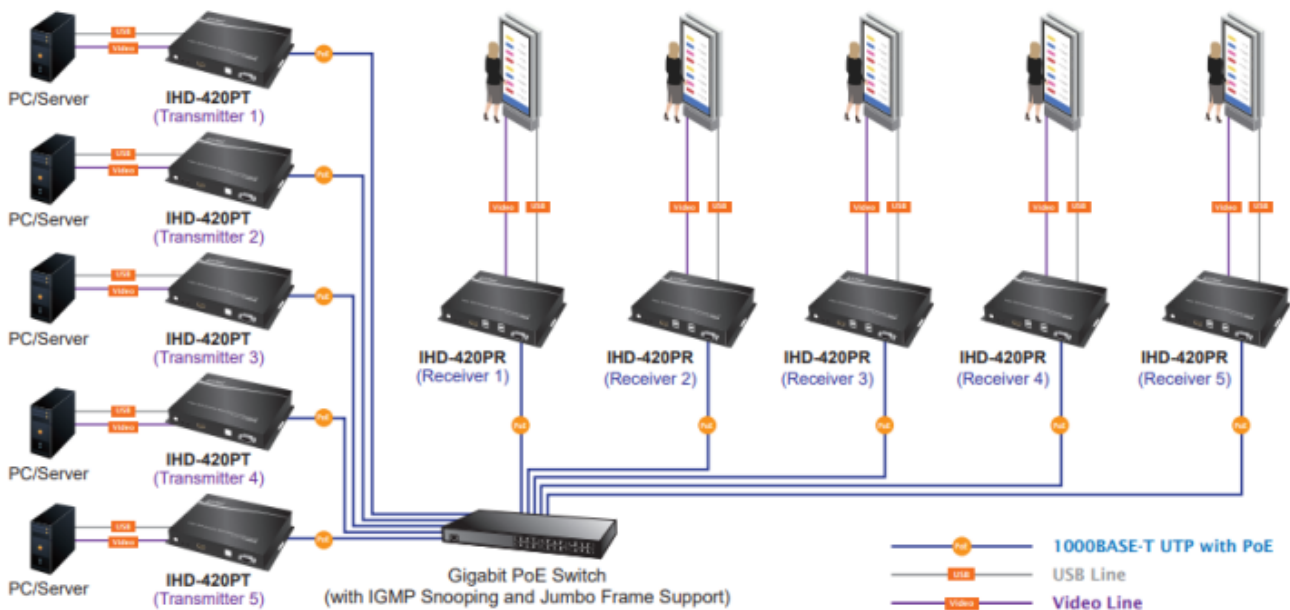 USB
Video
PoE
PC/Server
IHD-420PT
(Transmitter 1)
USB
Video
PoE
PC/Server
IHD-420PT
(Transmitter 2)
USB
Video
PoE
PC/Server
IHD-420PT
(Transmitter 3)
USB
Video
PoE
PC/Server
IHD-420PT
(Transmitter 4)
USB
Video
PoE
PC/Server
IHD-420PT
(Transmitter 5)
Video USB
Video USB
Video USB
Video USB
Video USB
IHD-420PR
(Receiver 1)
IHD-420PR
(Receiver 2)
IHD-420PR
(Receiver 3)
IHD-420PR
(Receiver 4)
IHD-420PR
(Receiver 5)
PoE
PoE
PoE
PoE
PoE
Gigabit PoE Switch
(with IGMP Snooping and Jumbo Frame Support)
PoE 1000BASE-T UTP with PoE
USB USB Line
Video Video Line